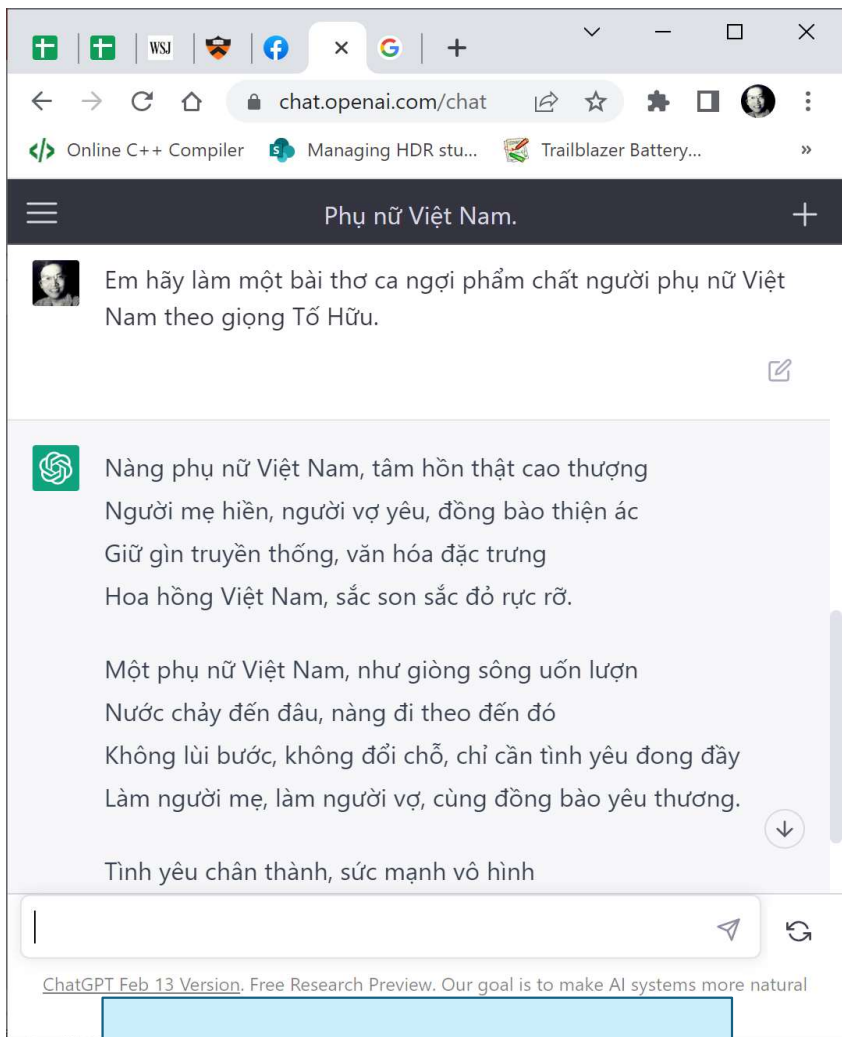 WSJ
chat.openai.com/chat
Online C++ Compiler Managing HDR stu... Trailblazer Battery... »
Phụ nữ Việt Nam.
Em hãy làm một bài thơ ca ngợi phẩm chất người phụ nữ Việt
Nam theo giọng Tố Hữu.
Nàng phụ nữ Việt Nam, tâm hồn thật cao thượng
Người mẹ hiền, người vợ yêu, đồng bào thiện ác
Giữ gìn truyền thống, văn hóa đặc trưng
Hoa hồng Việt Nam, sắc son sắc đỏ rực rỡ.
Một phụ nữ Việt Nam, như giòng sông uốn lượn
Nước chảy đến đâu, nàng đi theo đến đó
Không lùi bước, không đổi chỗ, chỉ cần tình yêu đong đầy
Làm người mẹ, làm người vợ, cùng đồng bào yêu thương.
Tình yêu chân thành, sức mạnh vô hình
ChatGPT Feb 13 Version. Free Research Preview. Our goal is to make AI systems more natural